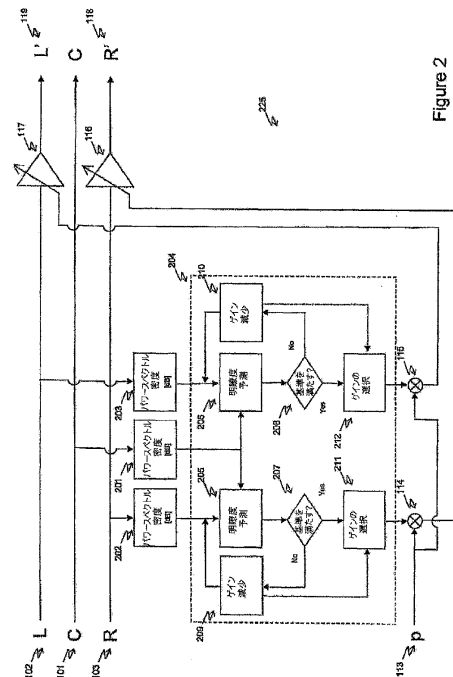 119
L'
C
118
R'
117
116
225
Figure 2
204
203
パワースペクトル
密度
[dB]
201
パワースペクトル
密度
[dB]
202
パワースペクトル
密度
[dB]
210
ゲイン
減少
206
明瞭度
予測
205
明瞭度
予測
209
ゲイン
減少
208
基準を
満たす?
No
Yes
207
基準を
満たす?
Yes
No
212
ゲインの
選択
211
ゲインの
選択
115
114
102
L
101
C
103
R
113
p